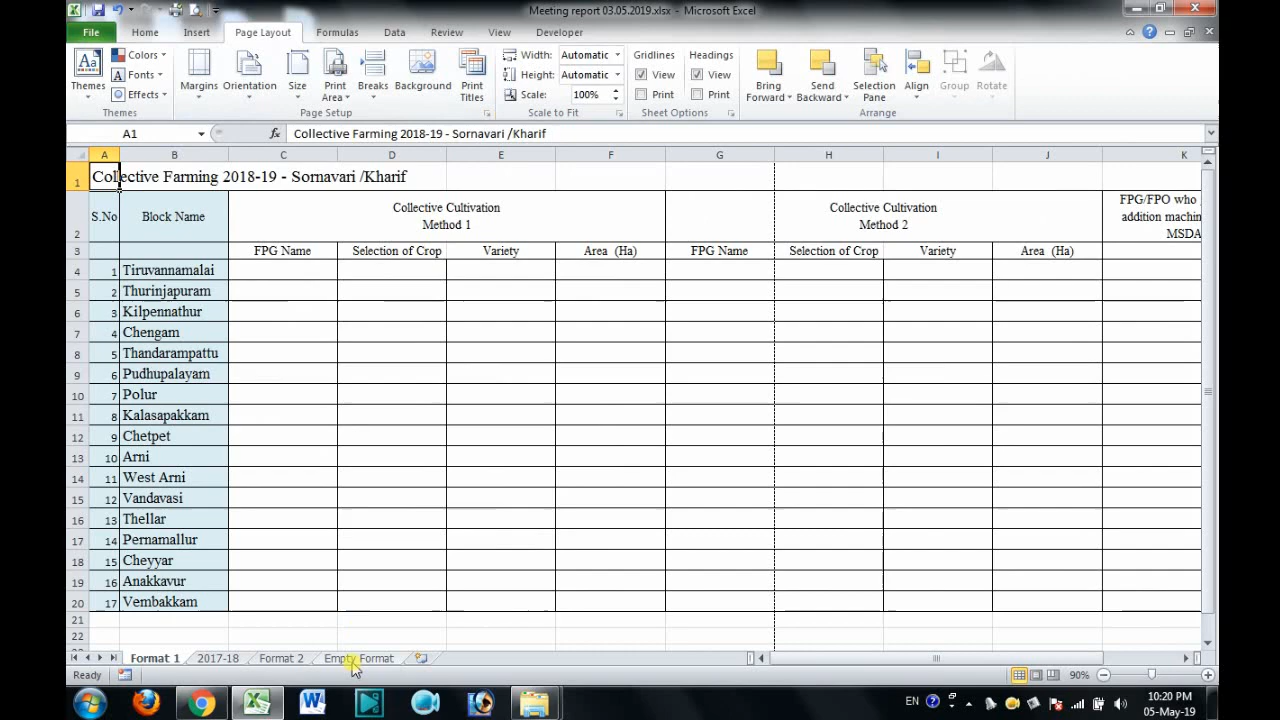 Meeting report 03.05.2019.xlsx - Microsoft Excel
File Home Insert Page Layout Formulas Data Review View Developer
Themes Colors Fonts Effects Margins Orientation Size Print Area Breaks Background Print Titles Width: Automatic Height: Automatic Scale: 100% Gridlines View Print Headings View Print Bring Forward Send Backward Selection Pane Align Group Rotate
Themes Page Setup Scale to Fit Sheet Options Arrange
A1 fx Collective Farming 2018-19 - Sornavari /Kharif
A B C D E F G H I J K
1 Collective Farming 2018-19 - Sornavari /Kharif
2 S.No Block Name Collective Cultivation Method 1 Collective Cultivation Method 2 FPG/FPO who addition machin MSDA
3 FPG Name Selection of Crop Variety Area (Ha) FPG Name Selection of Crop Variety Area (Ha)
4 1 Tiruvannamalai
5 2 Thurinjapuram
6 3 Kilpennathur
7 4 Chengam
8 5 Thandarampattu
9 6 Pudhupalayam
10 7 Polur
11 8 Kalasapakkam
12 9 Chetpet
13 10 Arni
14 11 West Arni
15 12 Vandavasi
16 13 Thellar
17 14 Pernamallur
18 15 Cheyyar
19 16 Anakkavur
20 17 Vembakkam
21
22
Format 1 2017-18 Format 2 Empty Format
Ready 90%
EN 10:20 PM
05-May-19